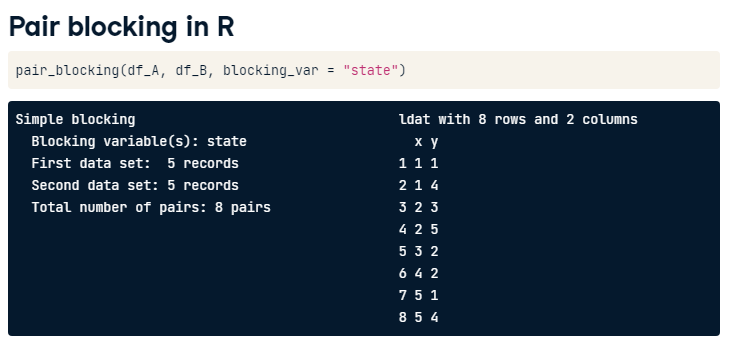 Pair blocking in R
pair_blocking(df_A, df_B, blocking_var = "state")
Simple blocking
  Blocking variable(s): state
  First data set:  5 records
  Second data set: 5 records
  Total number of pairs: 8 pairs
ldat with 8 rows and 2 columns
  x y
1 1 1
2 1 4
3 2 3
4 2 5
5 3 2
6 4 2
7 5 1
8 5 4